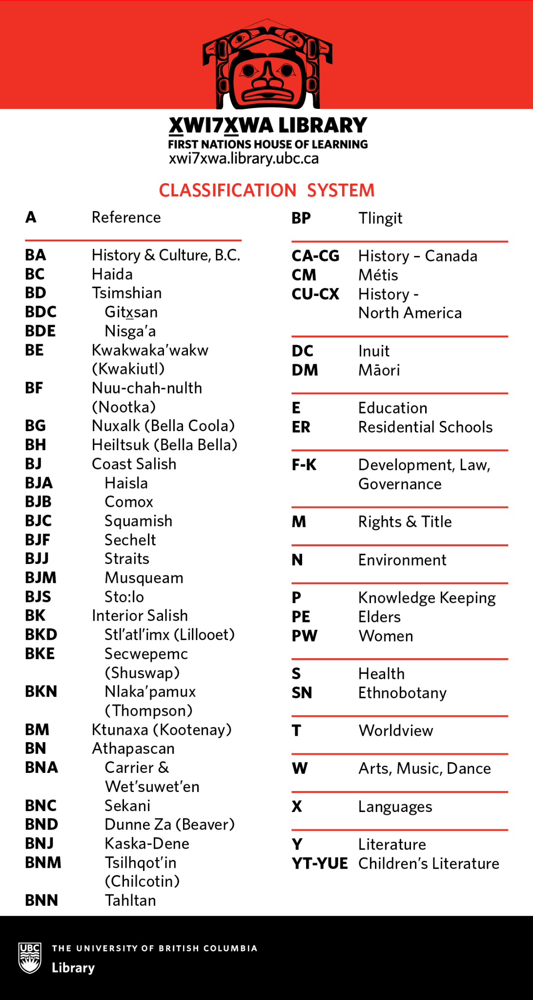 X̲WI7X̲WA LIBRARY
FIRST NATIONS HOUSE OF LEARNING
xwi7xwa.library.ubc.ca
CLASSIFICATION SYSTEM
A Reference
BA History & Culture, B.C.
BC Haida
BD Tsimshian
BDC Gitx̲san
BDE Nisga’a
BE Kwakwaka’wakw
(Kwakiutl)
BF Nuu-chah-nulth
(Nootka)
BG Nuxalk (Bella Coola)
BH Heiltsuk (Bella Bella)
BJ Coast Salish
BJA Haisla
BJB Comox
BJC Squamish
BJF Sechelt
BJJ Straits
BJM Musqueam
BJS Sto:lo
BK Interior Salish
BKD Stl’atl’imx (Lillooet)
BKE Secwepemc
(Shuswap)
BKN Nlaka’pamux
(Thompson)
BM Ktunaxa (Kootenay)
BN Athapascan
BNA Carrier &
Wet’suwet’en
BNC Sekani
BND Dunne Za (Beaver)
BNJ Kaska-Dene
BNM Tsilhqot’in
(Chilcotin)
BNN Tahltan
BP Tlingit
CA-CG History – Canada
CM Métis
CU-CX History -
North America
DC Inuit
DM Māori
E Education
ER Residential Schools
F-K Development, Law,
Governance
M Rights & Title
N Environment
P Knowledge Keeping
PE Elders
PW Women
S Health
SN Ethnobotany
T Worldview
W Arts, Music, Dance
X Languages
Y Literature
YT-YUE Children’s Literature
UBC
THE UNIVERSITY OF BRITISH COLUMBIA
Library